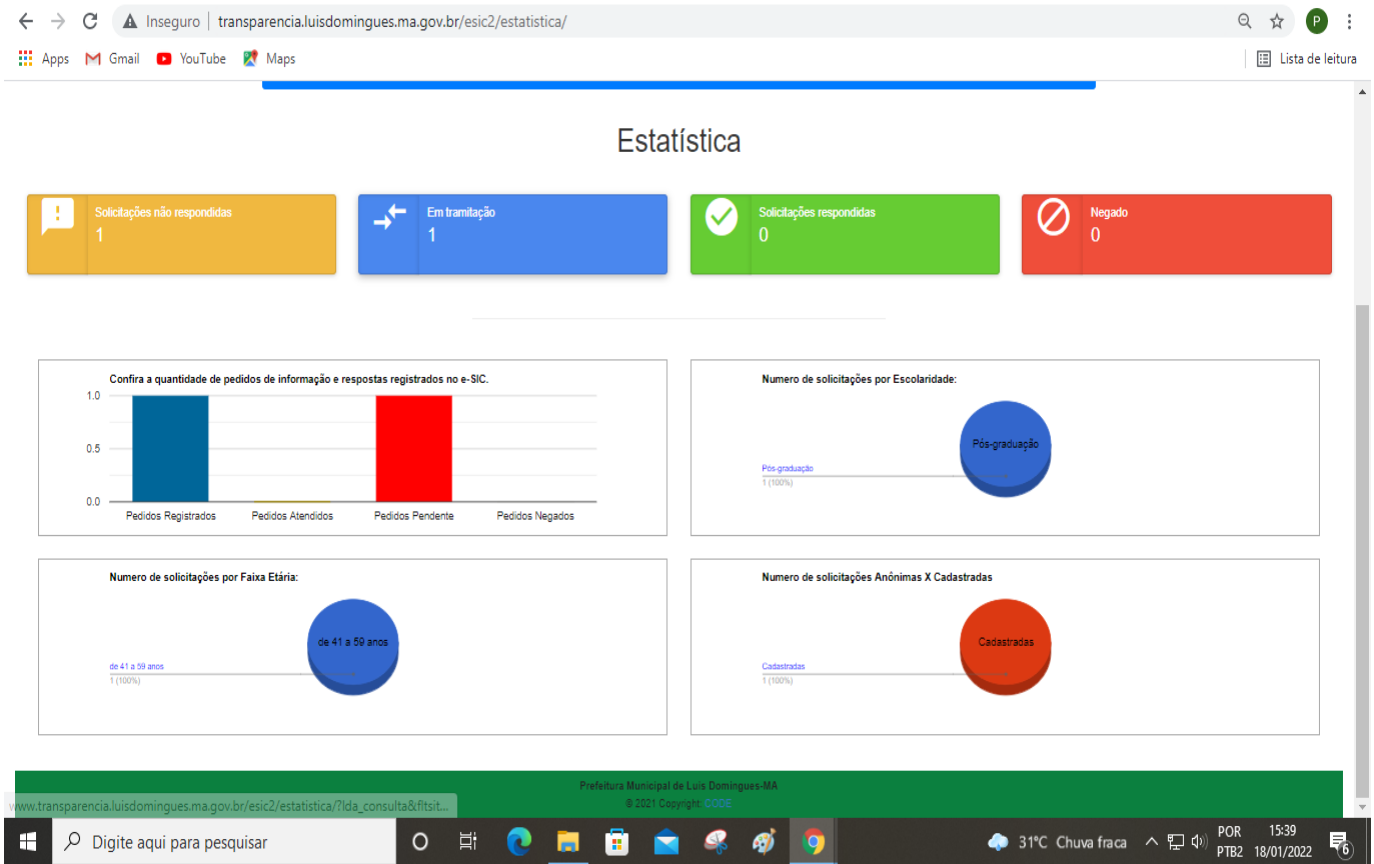 Inseguro | transparencia.luisdomingues.ma.gov.br/esic2/estatistica/
P
Apps Gmail YouTube Maps Lista de leitura
Estatística
Solicitações não respondidas
1
Em tramitação
1
Solicitações respondidas
0
Negado
0
Confira a quantidade de pedidos de informação e respostas registrados no e-SIC.
1.0
0.5
0.0
Pedidos Registrados Pedidos Atendidos Pedidos Pendente Pedidos Negados
Numero de solicitações por Escolaridade:
Pós-graduação
Pós-graduação
1 (100%)
Numero de solicitações por Faixa Etária:
de 41 a 59 anos
de 41 a 59 anos
1 (100%)
Numero de solicitações Anônimas X Cadastradas
Cadastradas
Cadastradas
1 (100%)
Prefeitura Municipal de Luís Domingues-MA
© 2021 Copyright: CODE
www.transparencia.luisdomingues.ma.gov.br/esic2/estatistica/?lda_consulta&fltsit...
Digite aqui para pesquisar
31°C Chuva fraca
POR
PTB2
15:39
18/01/2022
6